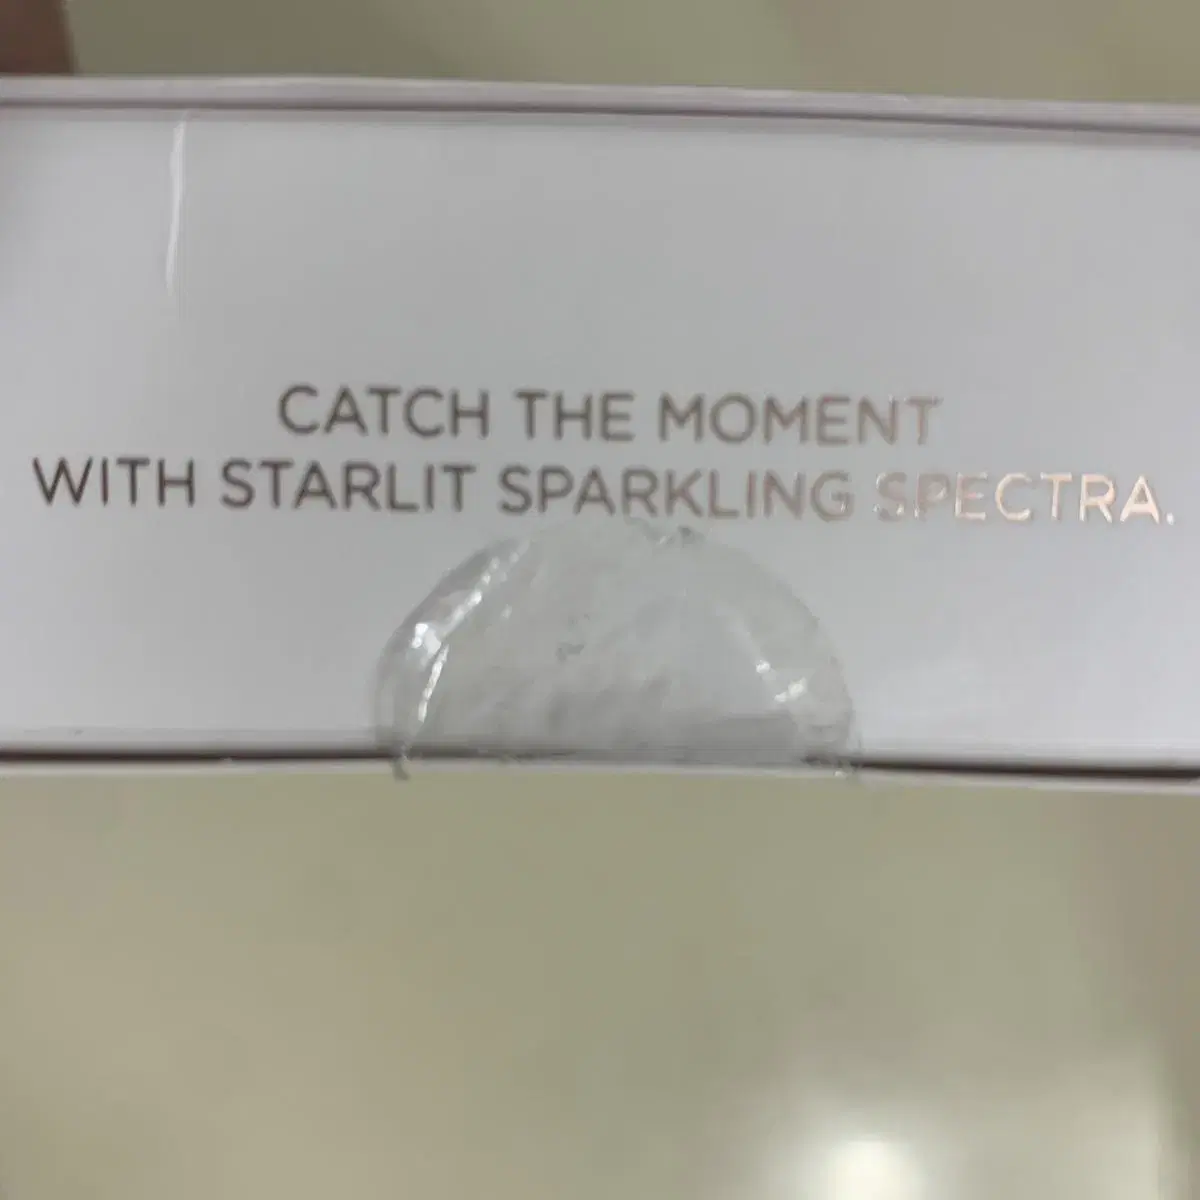 CATCH THE MOMENT
WITH STARLIT SPARKLING SPECTRA.